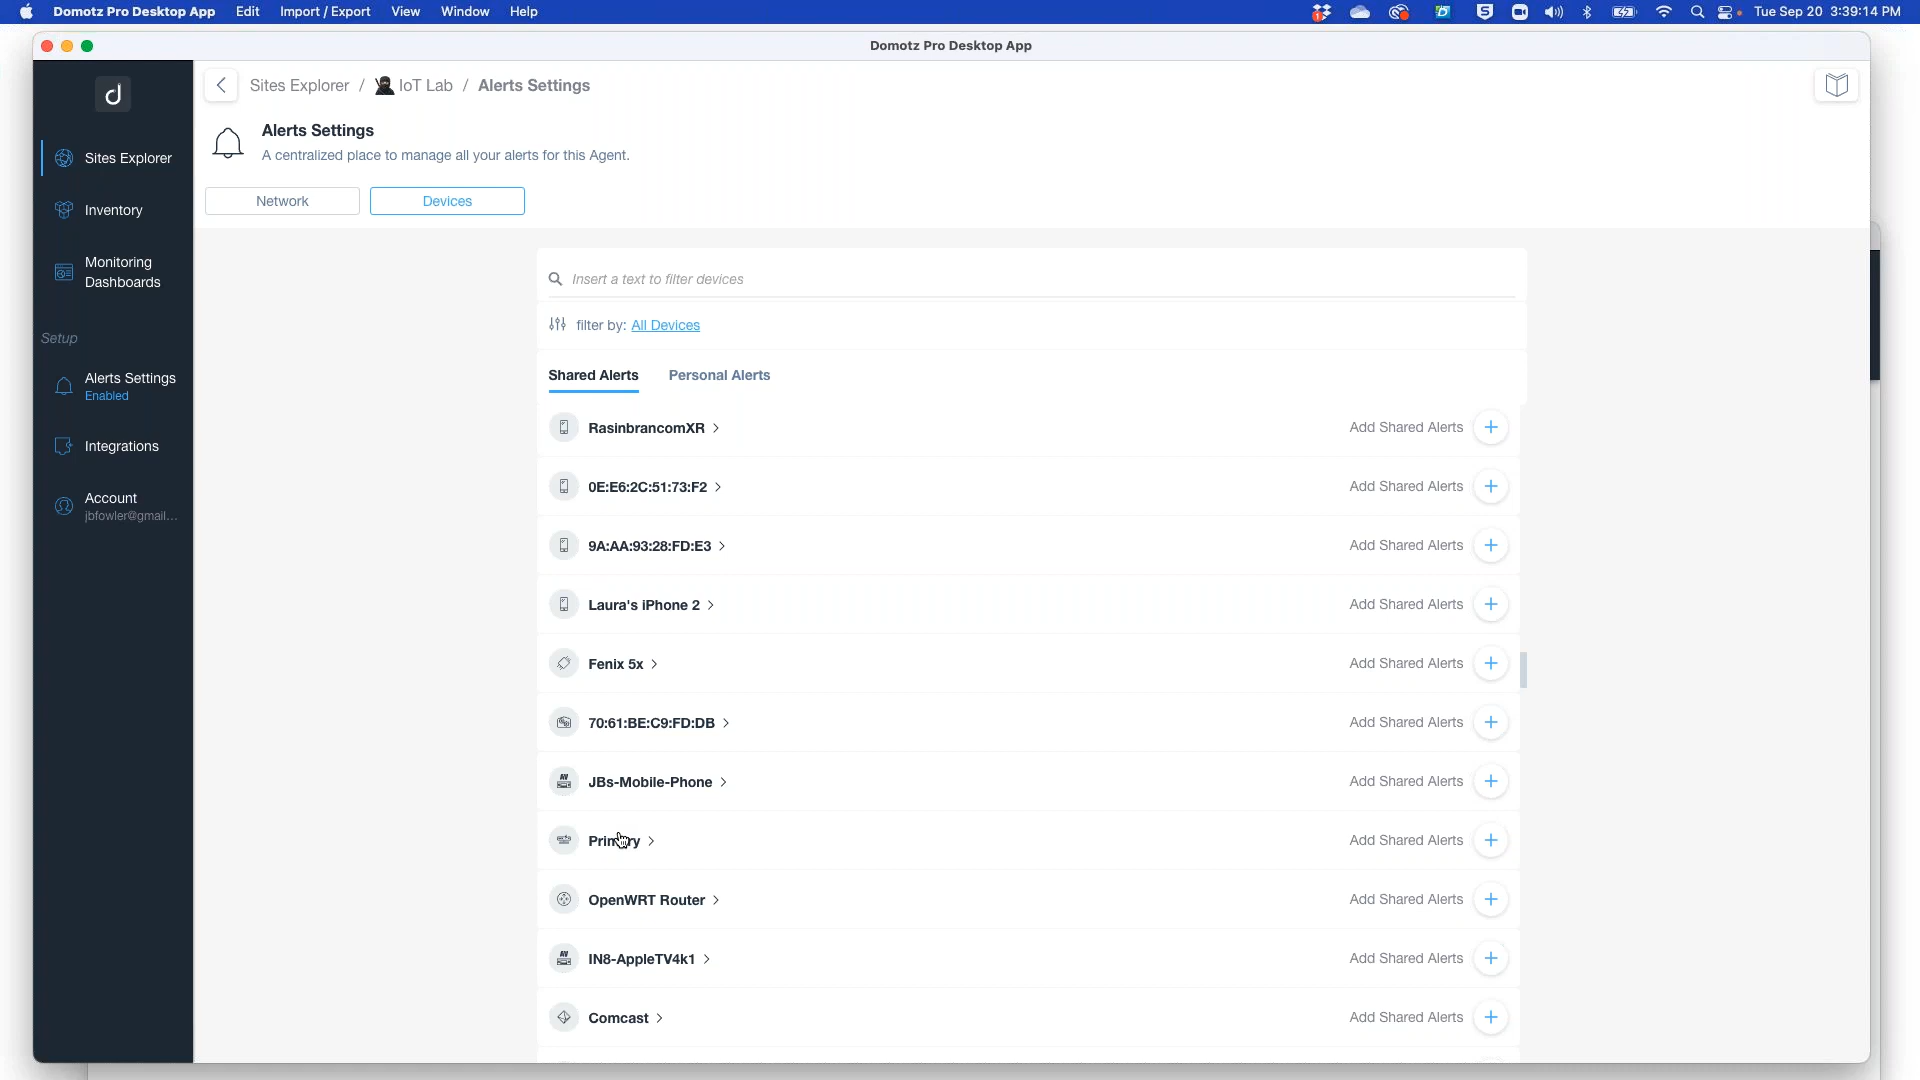 Domotz Pro Desktop App Edit Import / Export View Window Help Tue Sep 20 3:39:14 PM
Domotz Pro Desktop App
Sites Explorer / IoT Lab / Alerts Settings
Alerts Settings
A centralized place to manage all your alerts for this Agent.
Network Devices
Sites Explorer
Inventory
Monitoring
Dashboards
Setup
Alerts Settings
Enabled
Integrations
Account
jbfowler@gmail...
Insert a text to filter devices
filter by: All Devices
Shared Alerts Personal Alerts
RasinbrancomXR > Add Shared Alerts +
0E:E6:2C:51:73:F2 > Add Shared Alerts +
9A:AA:93:28:FD:E3 > Add Shared Alerts +
Laura's iPhone 2 > Add Shared Alerts +
Fenix 5x > Add Shared Alerts +
70:61:BE:C9:FD:DB > Add Shared Alerts +
JBs-Mobile-Phone > Add Shared Alerts +
Primary > Add Shared Alerts +
OpenWRT Router > Add Shared Alerts +
IN8-AppleTV4k1 > Add Shared Alerts +
Comcast > Add Shared Alerts +